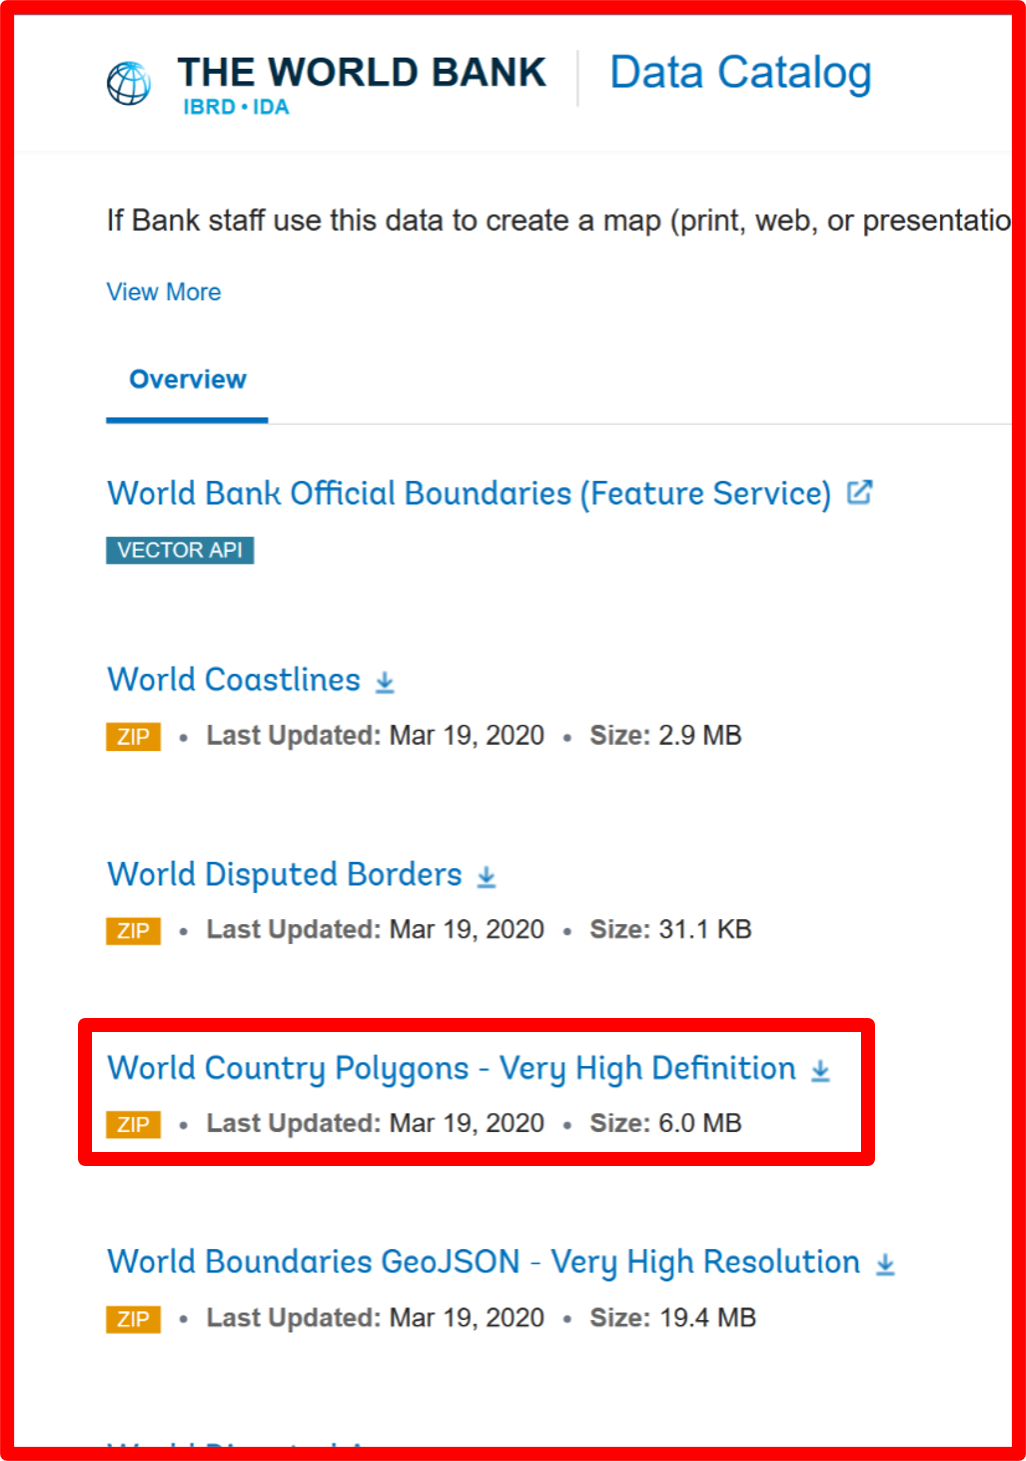 THE WORLD BANK
IBRD • IDA
Data Catalog
If Bank staff use this data to create a map (print, web, or presentatio
View More
Overview
World Bank Official Boundaries (Feature Service)
VECTOR API
World Coastlines
ZIP • Last Updated: Mar 19, 2020 • Size: 2.9 MB
World Disputed Borders
ZIP • Last Updated: Mar 19, 2020 • Size: 31.1 KB
World Country Polygons - Very High Definition
ZIP • Last Updated: Mar 19, 2020 • Size: 6.0 MB
World Boundaries GeoJSON - Very High Resolution
ZIP • Last Updated: Mar 19, 2020 • Size: 19.4 MB